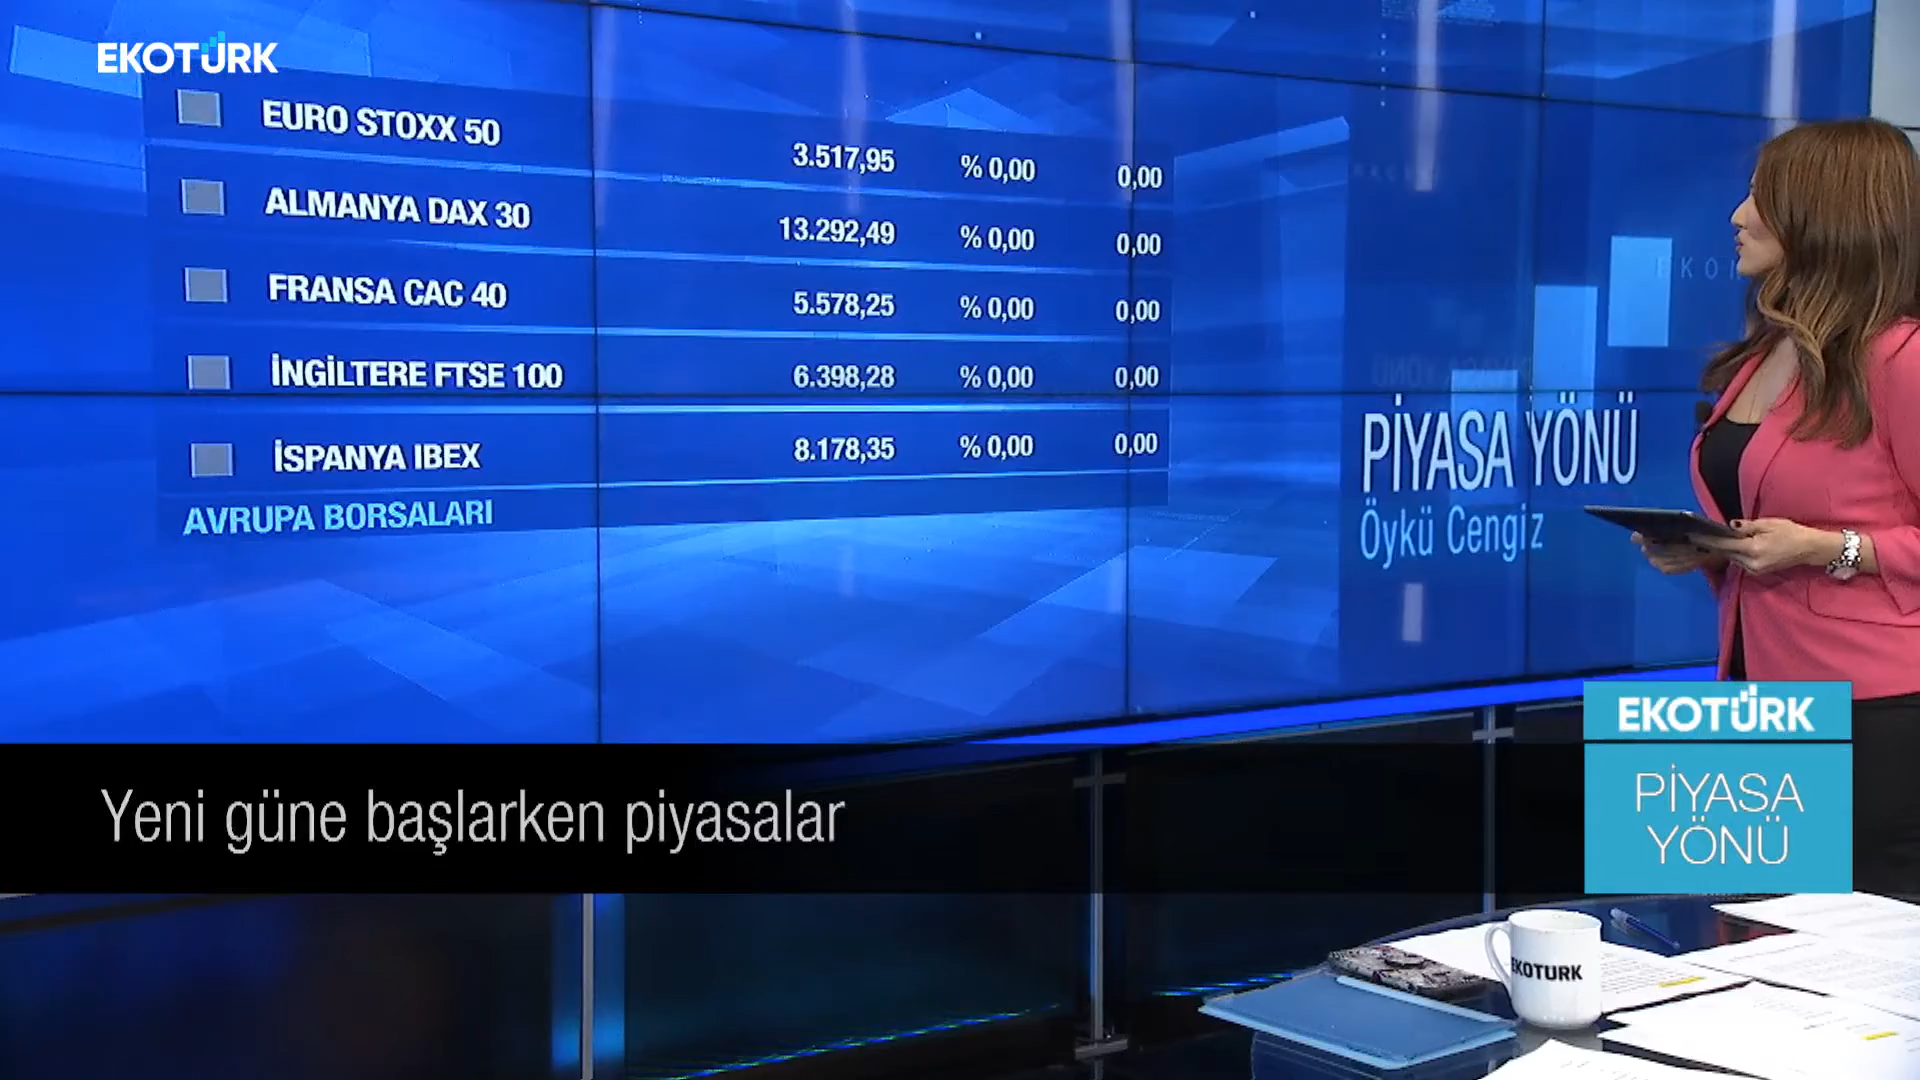 EKOTÜRK
EURO STOXX 50 3.517,95 % 0,00 0,00
ALMANYA DAX 30 13.292,49 % 0,00 0,00
FRANSA CAC 40 5.578,25 % 0,00 0,00
İNGİLTERE FTSE 100 6.398,28 % 0,00 0,00
İSPANYA IBEX 8.178,35 % 0,00 0,00
AVRUPA BORSALARI
PİYASA YÖNÜ
Öykü Cengiz
Yeni güne başlarken piyasalar
EKOTÜRK
PİYASA
YÖNÜ
EKOTURK